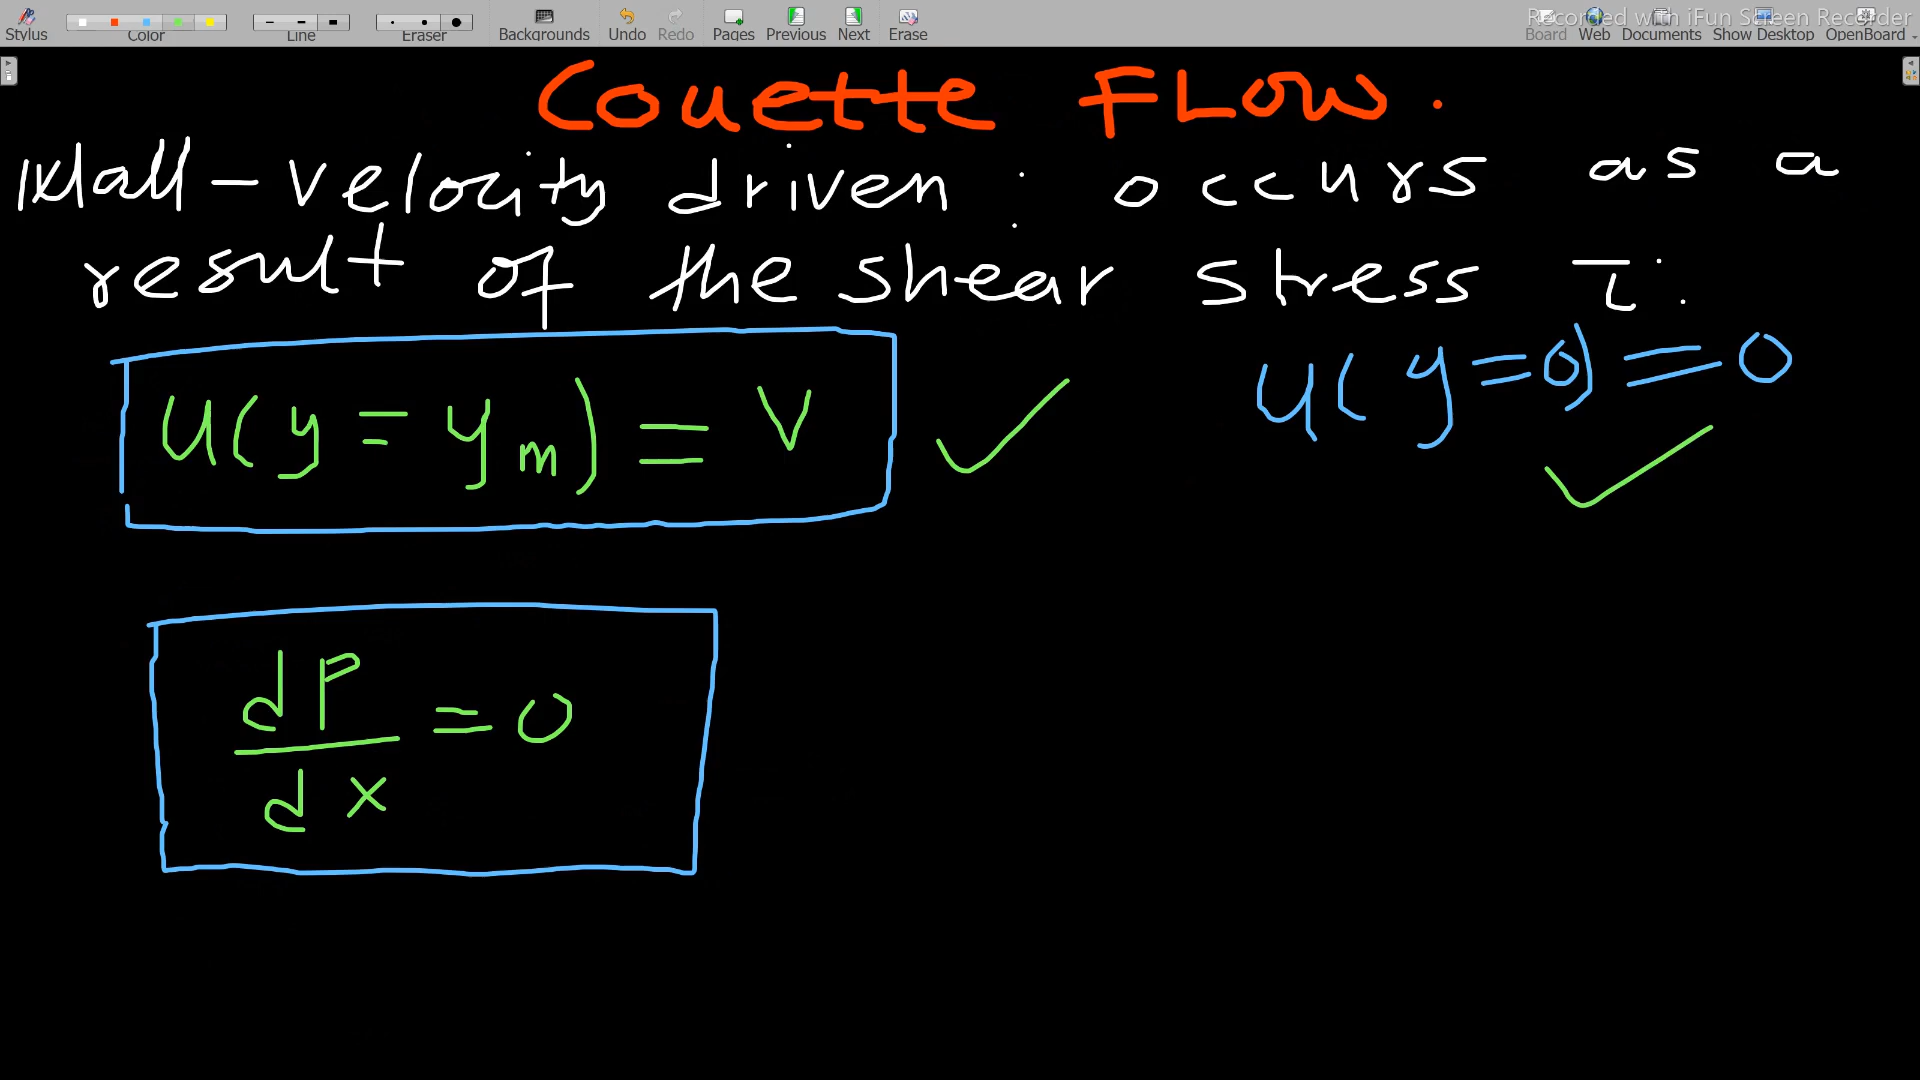 Recorded with iFun Screen Recorder
Stylus Color Line Eraser Backgrounds Undo Redo Pages Previous Next Erase Board Web Documents Show Desktop OpenBoard
Couette FLow.
Wall-velocity driven: occurs as a
result of the shear stress τ:
u(y=0)=0
u(y=ym)=V
dP/dx=0